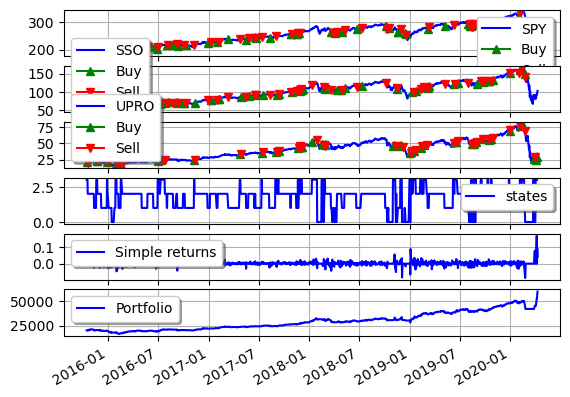 300
200
SPY
Buy
SSO
Buy
Sell
150
100
50
UPRO
Buy
Sell
75
50
25
2.5
0.0
states
0.1
0.0
Simple returns
50000
25000
Portfolio
2016-01
2016-07
2017-01
2017-07
2018-01
2018-07
2019-01
2019-07
2020-01